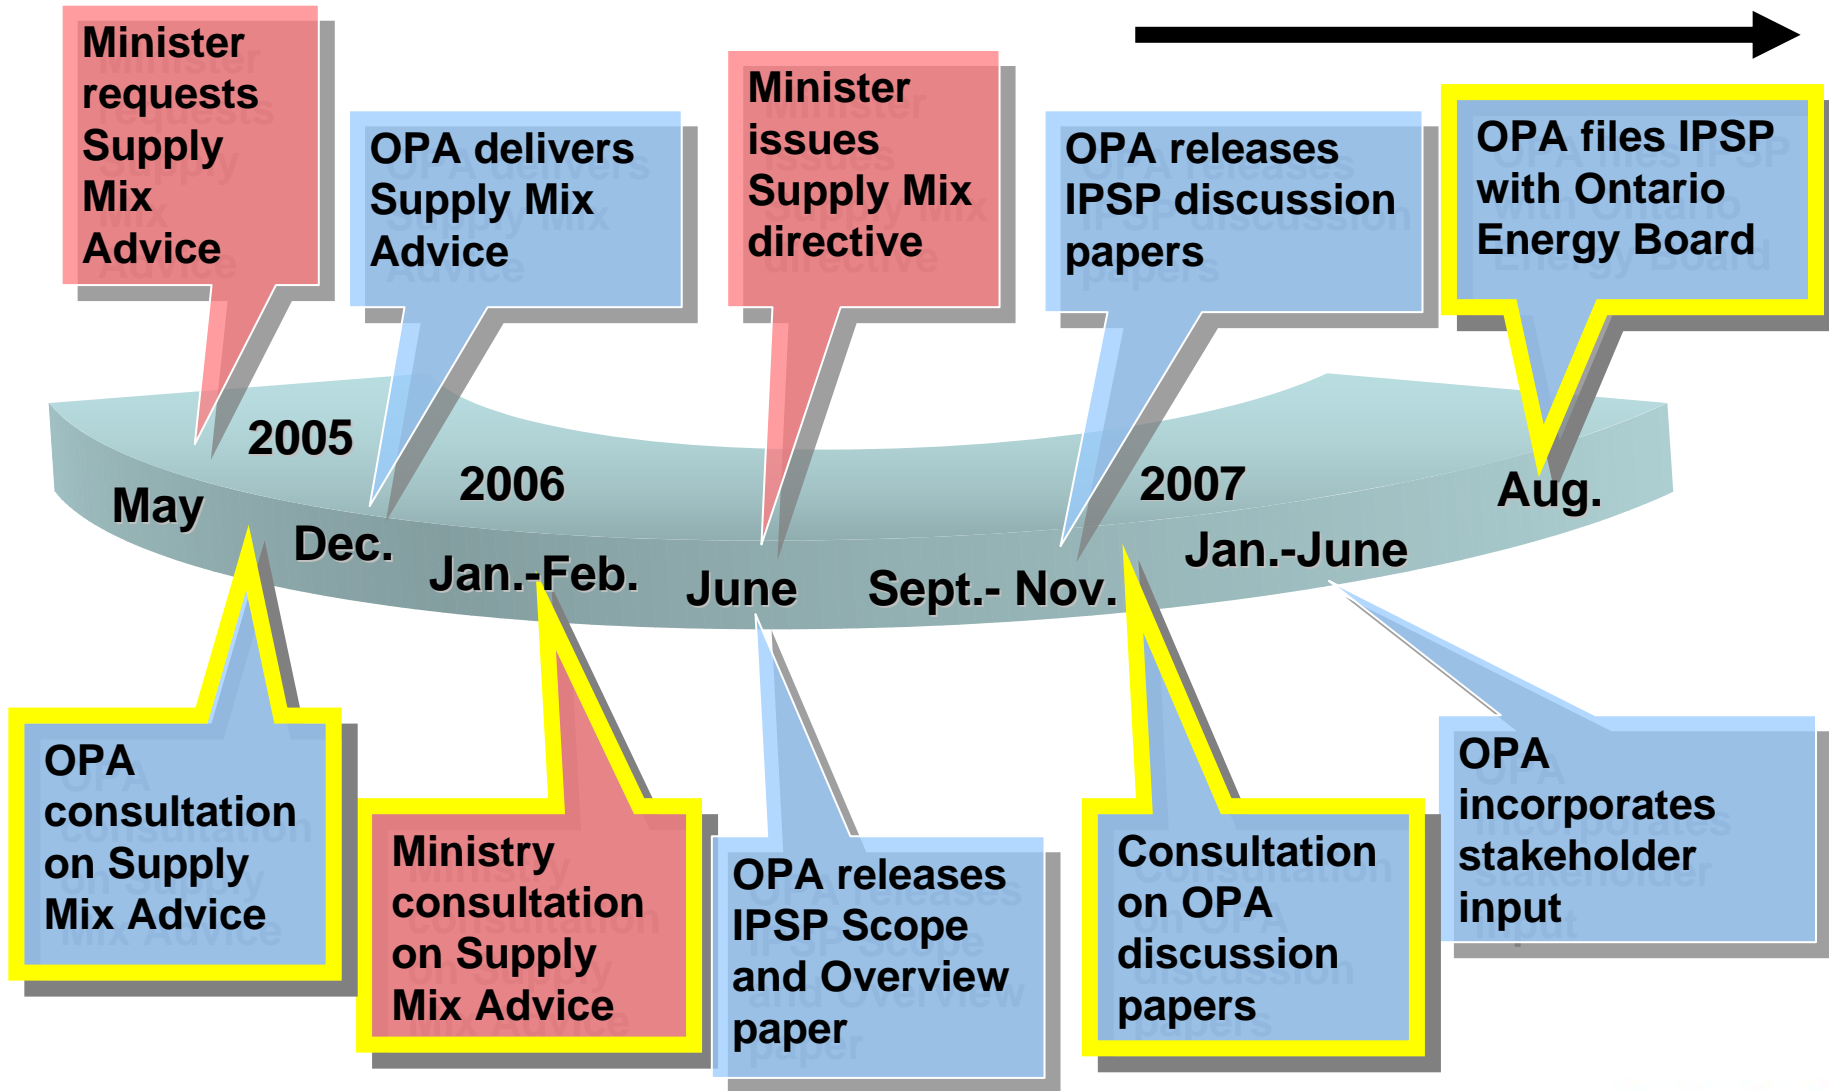 Minister
requests
Supply
Mix
Advice
OPA delivers
Supply Mix
Advice
Minister
issues
Supply Mix
directive
OPA releases
IPSP discussion
papers
OPA files IPSP
with Ontario
Energy Board
2005
2006
2007
May
Dec.
Jan.-Feb.
June
Sept.- Nov.
Jan.-June
Aug.
OPA
consultation
on Supply
Mix Advice
Ministry
consultation
on Supply
Mix Advice
OPA releases
IPSP Scope
and Overview
paper
Consultation
on OPA
discussion
papers
OPA
incorporates
stakeholder
input